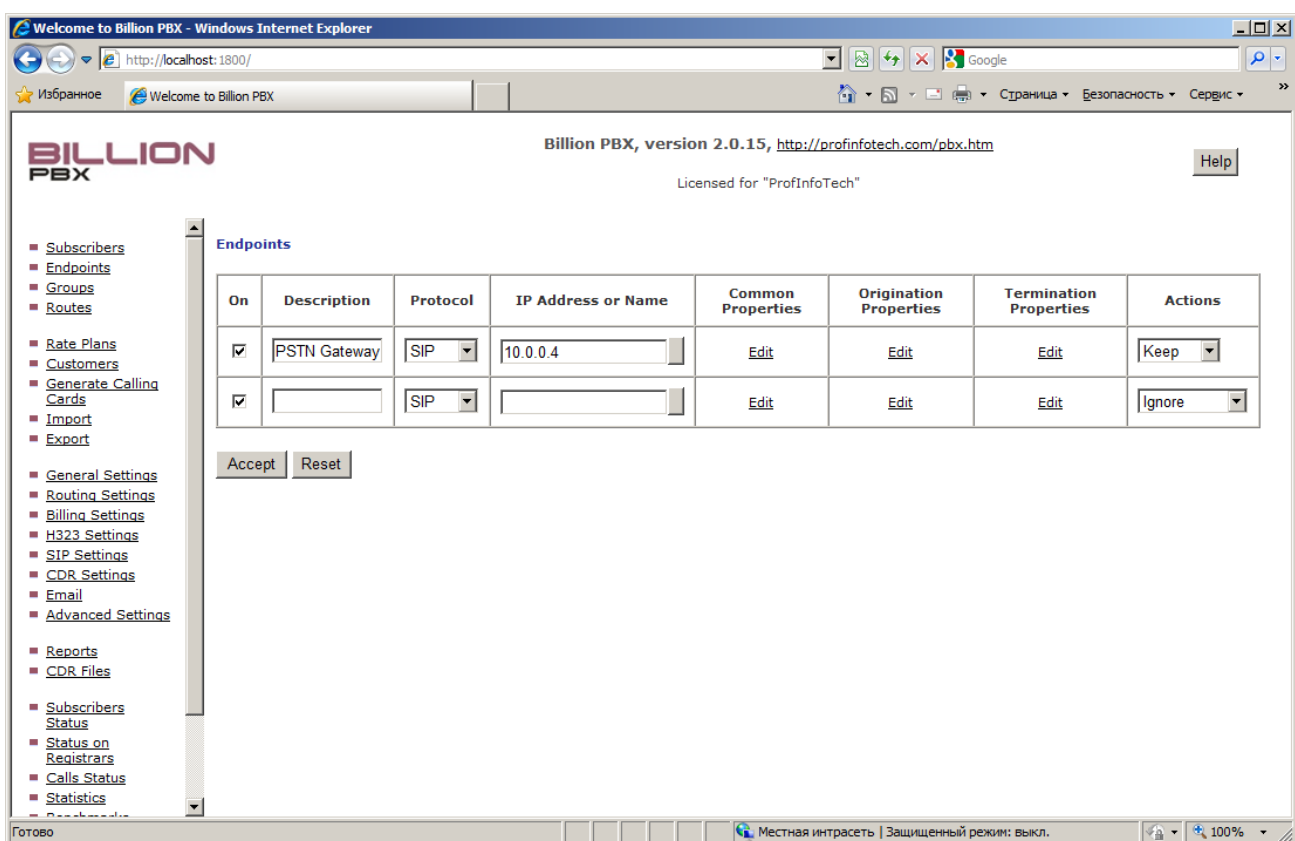 Welcome to Billion PBX - Windows Internet Explorer
http://localhost:1800/
Google
Избранное
Welcome to Billion PBX
Страница
Безопасность
Сервис
»
BILLION
PBX
Billion PBX, version 2.0.15, http://profinfotech.com/pbx.htm
Licensed for "ProfInfoTech"
Help
Subscribers
Endpoints
Groups
Routes
Rate Plans
Customers
Generate Calling
Cards
Import
Export
General Settings
Routing Settings
Billing Settings
H323 Settings
SIP Settings
CDR Settings
Email
Advanced Settings
Reports
CDR Files
Subscribers
Status
Status on
Registrars
Calls Status
Statistics
Endpoints
On Description Protocol IP Address or Name Common Properties Origination Properties Termination Properties Actions
PSTN Gateway SIP 10.0.0.4 Edit Edit Edit Keep
SIP Edit Edit Edit Ignore
Accept Reset
Готово
Местная интрасеть | Защищенный режим: выкл.
100%